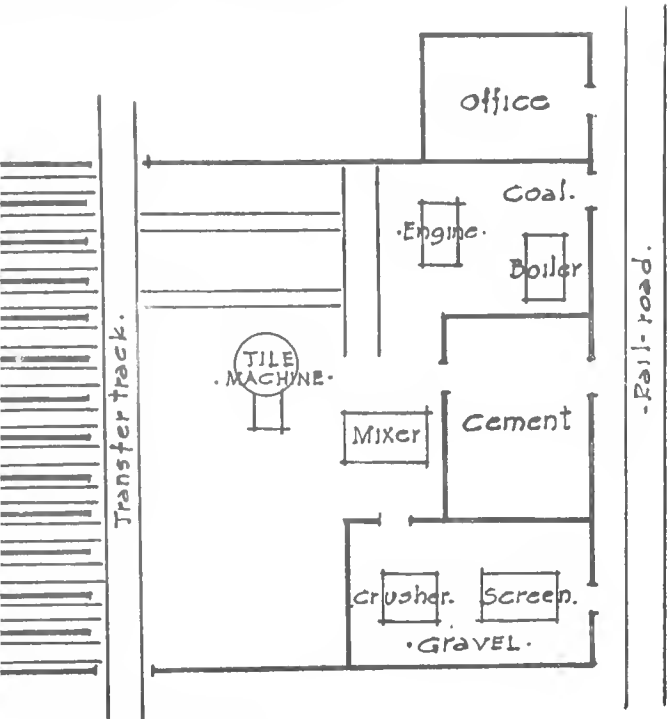 Office
Coal.
·Engine·
Boiler
-Rail-road.
Transfer track.
TILE
·MACHINE·
Mixer
Cement
Crusher.
Screen.
·GRAVEL·